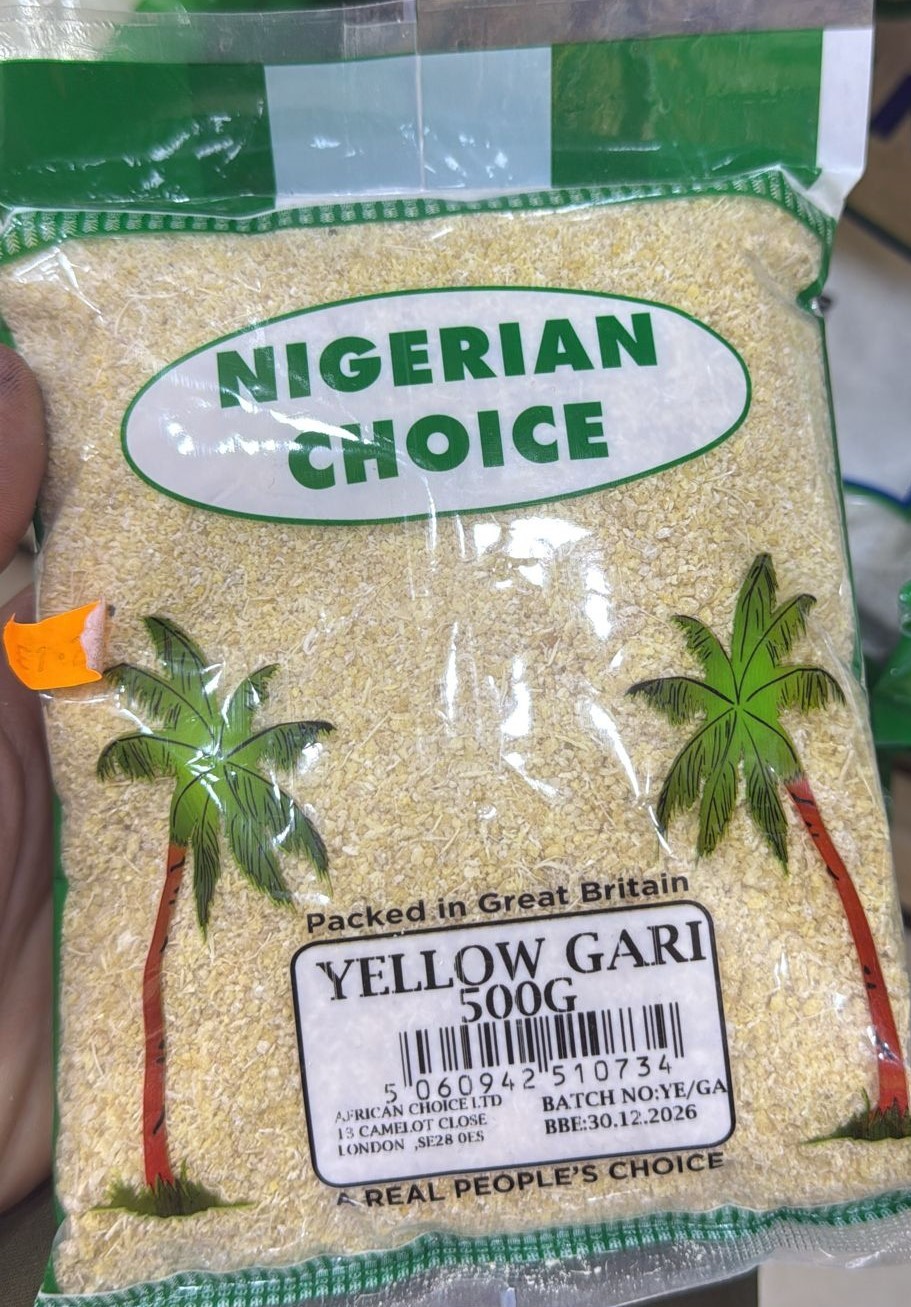 NIGERIAN
CHOICE
Packed in Great Britain
YELLOW GARI
500G
5 060942 510734
AFRICAN CHOICE LTD
13 CAMELOT CLOSE
LONDON ,SE28 0ES
BATCH NO:YE/GA
BBE:30.12.2026
A REAL PEOPLE'S CHOICE